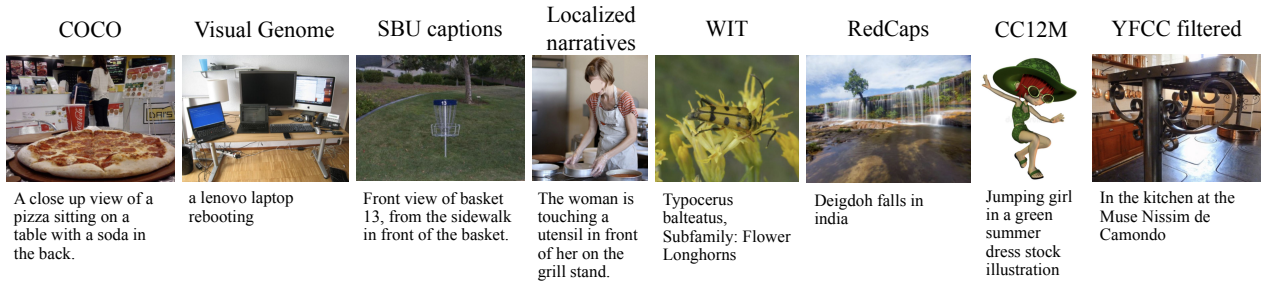 COCO
Visual Genome
SBU captions
Localized
narratives
WIT
RedCaps
CC12M
YFCC filtered
13
A close up view of a
pizza sitting on a
table with a soda in
the back.
a lenovo laptop
rebooting
Front view of basket
13, from the sidewalk
in front of the basket.
The woman is
touching a
utensil in front
of her on the
grill stand.
Typocerus
balteatus,
Subfamily: Flower
Longhorns
Deigdoh falls in
india
Jumping girl
in a green
summer
dress stock
illustration
In the kitchen at the
Muse Nissim de
Camondo